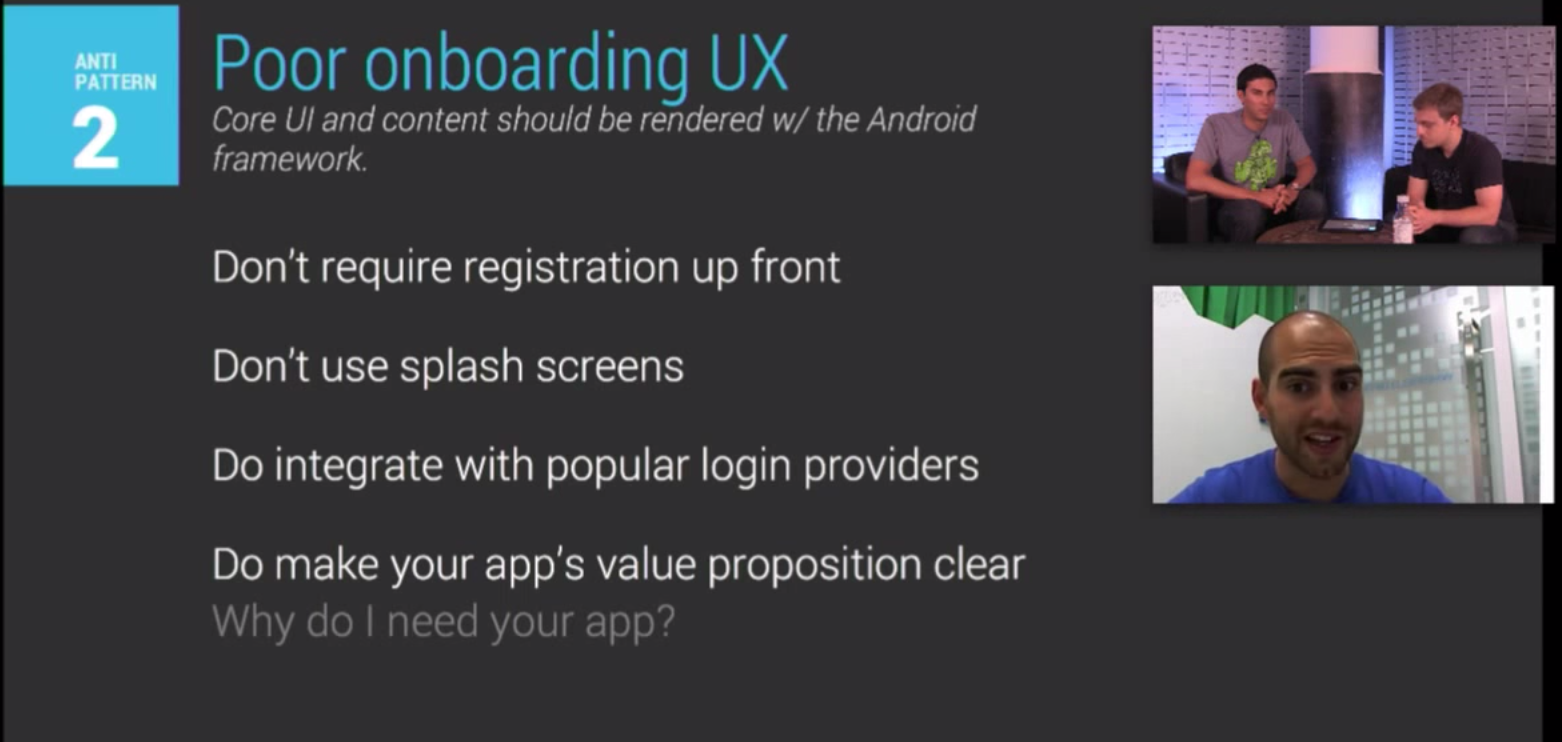 ANTI
PATTERN
2
Poor onboarding UX
Core UI and content should be rendered w/ the Android
framework.
Don't require registration up front
Don't use splash screens
Do integrate with popular login providers
Do make your app's value proposition clear
Why do I need your app?